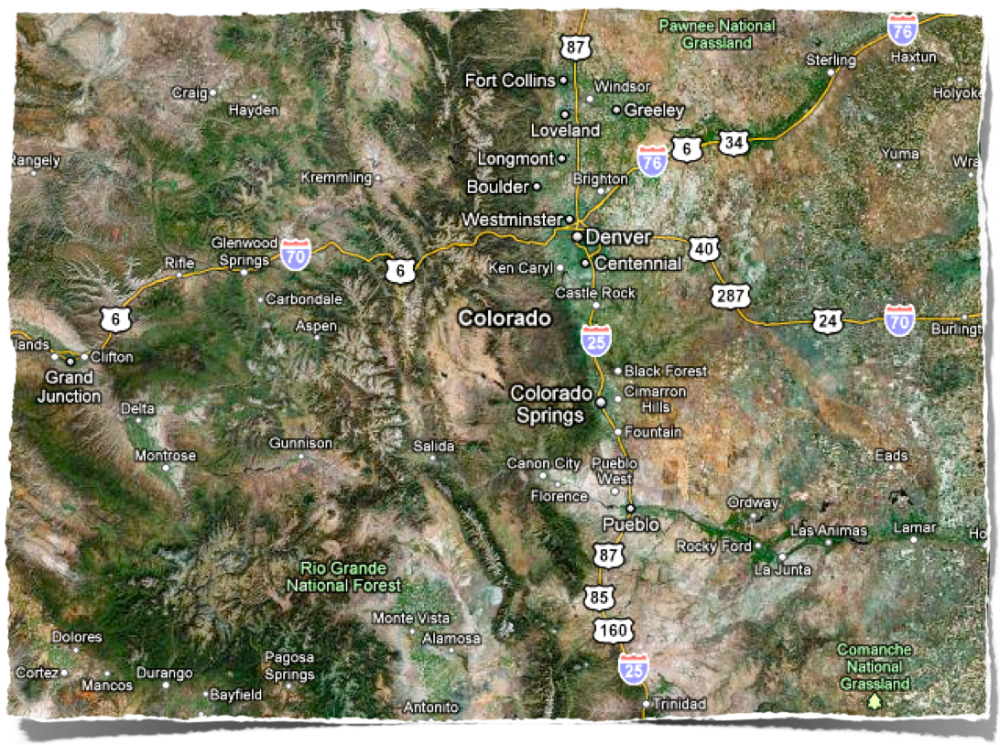 76
87
Pawnee National
Grassland
Sterling
Haxtun
Fort Collins
Windsor
Craig
Hayden
Holyoke
Greeley
Loveland
6
34
76
Longmont
Rangely
Yuma
Wra
Kremmling
Brighton
Boulder
Westminster
Denver
40
Glenwood
Springs
70
Rifle
6
Ken Caryl
Centennial
287
Castle Rock
Carbondale
6
Colorado
Aspen
24
70
Burlingt
25
lands
Clifton
Grand
Junction
Black Forest
Colorado
Springs
Cimarron
Hills
Delta
Fountain
Montrose
Gunnison
Salida
Canon City
Pueblo
West
Eads
Florence
Ordway
Pueblo
Las Animas
Lamar
Ho
Rocky Ford
La Junta
87
Rio Grande
National Forest
85
Monte Vista
160
Alamosa
Dolores
Comanche
National
Grassland
Cortez
Mancos
Durango
Pagosa
Springs
25
Bayfield
Antonito
Trinidad